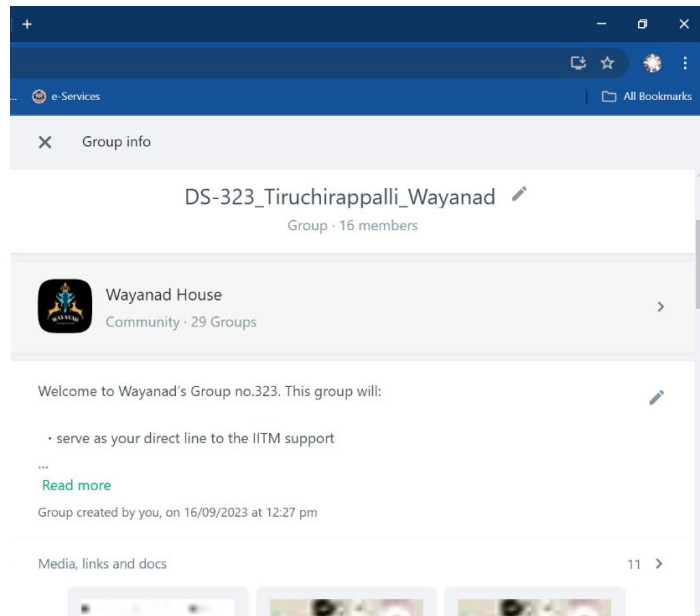 ... e-Services
All Bookmarks
Group info
DS-323_Tiruchirappalli_Wayanad
Group · 16 members
WAYANAD
Wayanad House
Community · 29 Groups
Welcome to Wayanad's Group no.323. This group will:
• serve as your direct line to the IITM support
...
Read more
Group created by you, on 16/09/2023 at 12:27 pm
Media, links and docs
11